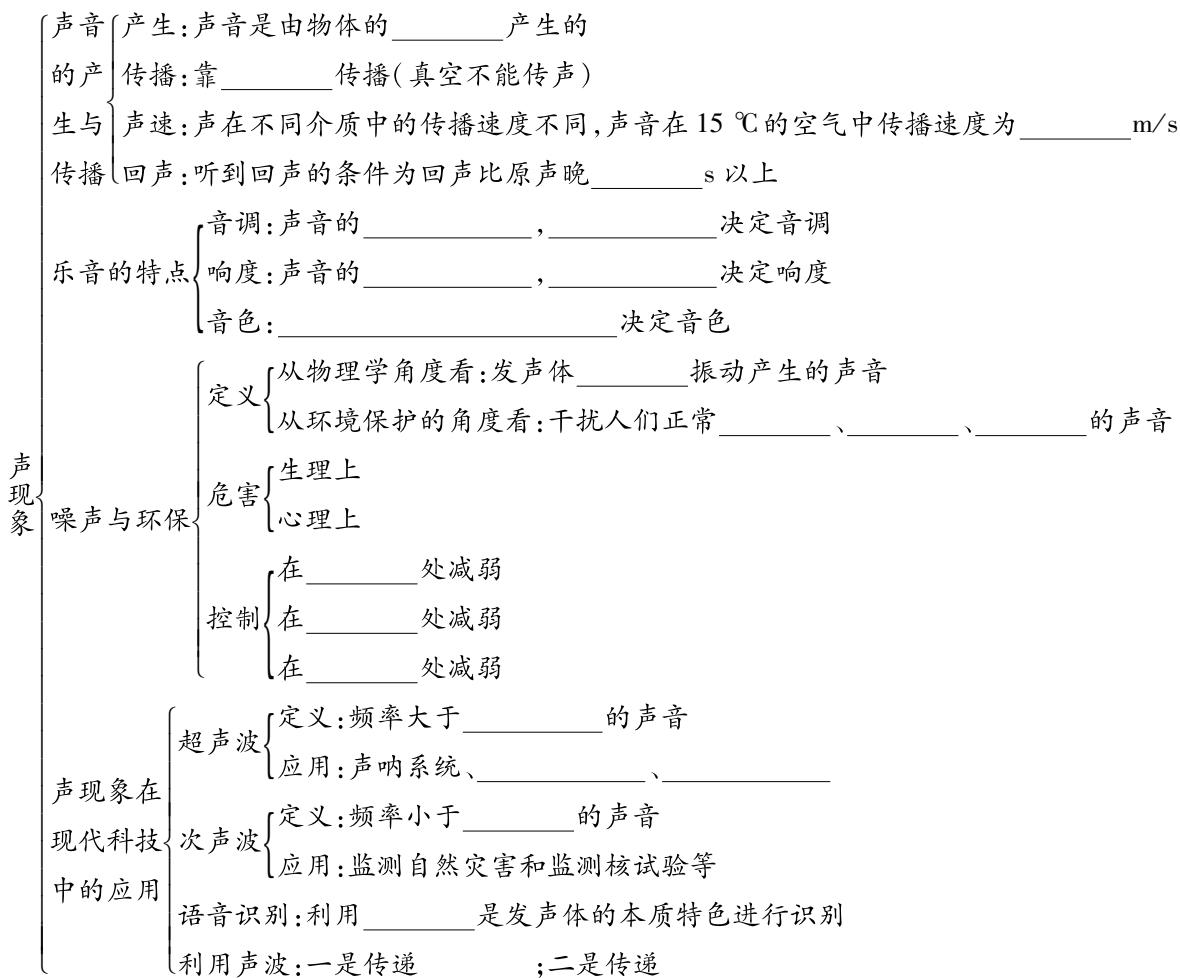 声现象
声音的产生与传播
产生:声音是由物体的________产生的
传播:靠________传播(真空不能传声)
声速:声在不同介质中的传播速度不同,声音在 15 ℃的空气中传播速度为________m/s
回声:听到回声的条件为回声比原声晚________s 以上
乐音的特点
音调:声音的____________,____________决定音调
响度:声音的____________,____________决定响度
音色:________________________决定音色
噪声与环保
定义
从物理学角度看:发声体________振动产生的声音
从环境保护的角度看:干扰人们正常________、________、________的声音
危害
生理上
心理上
控制
在________处减弱
在________处减弱
在________处减弱
声现象在现代科技中的应用
超声波
定义:频率大于__________的声音
应用:声呐系统、____________、____________
次声波
定义:频率小于________的声音
应用:监测自然灾害和监测核试验等
语音识别:利用________是发声体的本质特色进行识别
利用声波:一是传递 ;二是传递